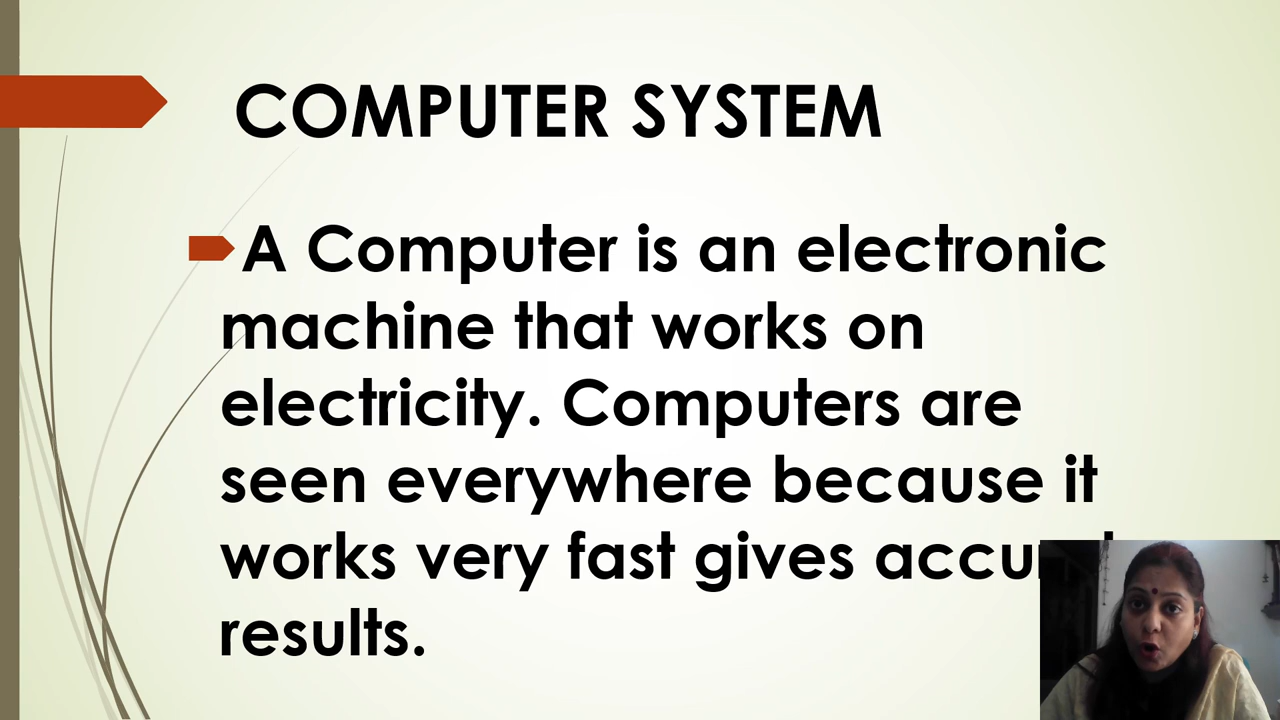 COMPUTER SYSTEM
A Computer is an electronic
machine that works on
electricity. Computers are
seen everywhere because it
works very fast gives
results.